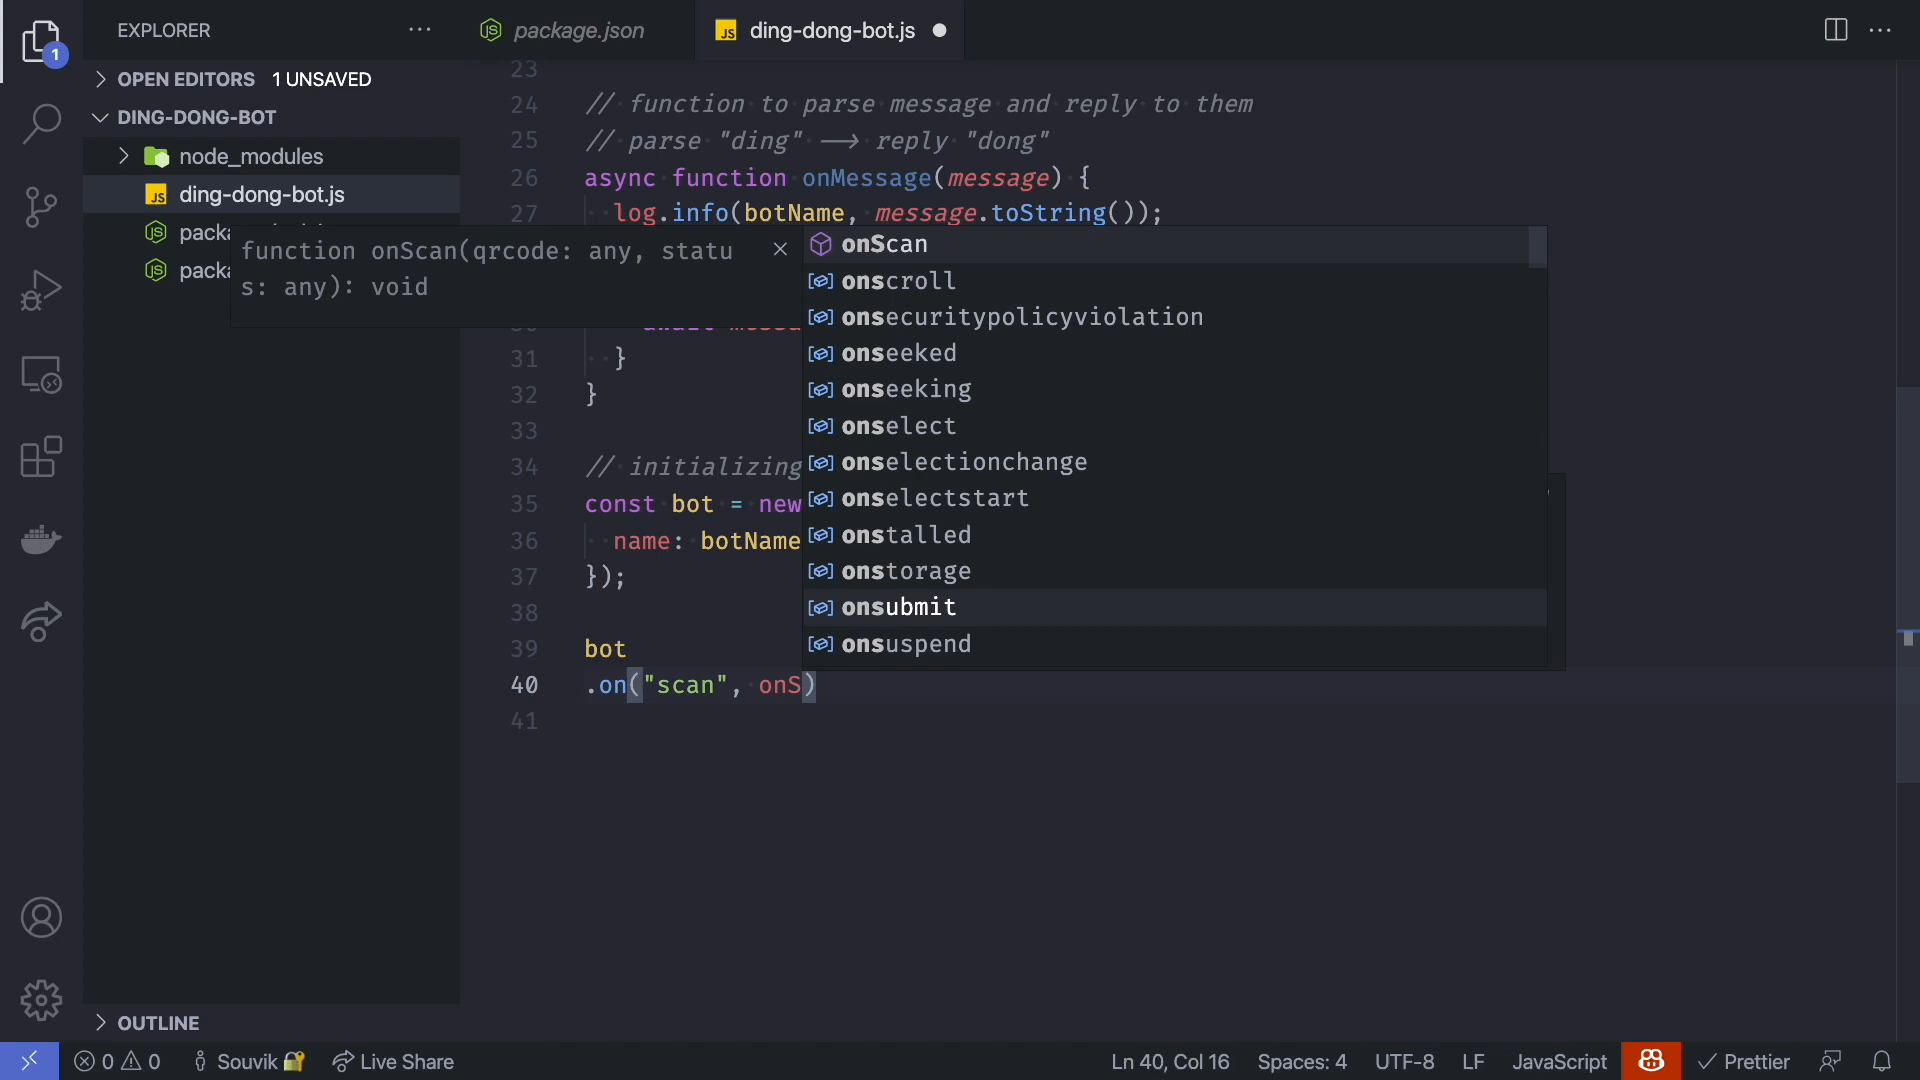 EXPLORER
package.json
JS ding-dong-bot.js
1
OPEN EDITORS 1 UNSAVED
DING-DONG-BOT
node_modules
JS ding-dong-bot.js
packa
packa
23
24 // function to parse message and reply to them
25 // parse "ding" --> reply "dong"
26 async function onMessage(message) {
27 log.info(botName, message.toString());
function onScan(qrcode: any, statu
s: any): void
onScan
onscroll
onsecuritypolicyviolation
onseeked
onseeking
onselect
onselectionchange
onselectstart
onstalled
onstorage
onsubmit
onsuspend
31 }
32 }
33
34 // initializing
35 const bot = new
36 name: botName
37 });
38
39 bot
40 .on("scan", onS)
41
OUTLINE
0 0 Souvik Live Share Ln 40, Col 16 Spaces: 4 UTF-8 LF JavaScript Prettier